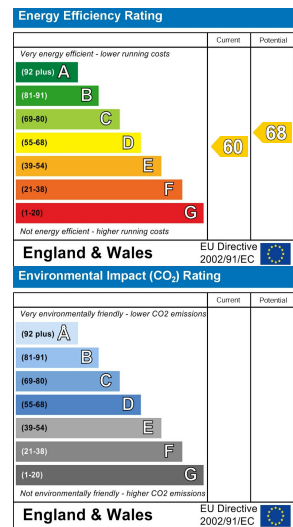 Energy Efficiency Rating
Current Potential
Very energy efficient - lower running costs
(92 plus) A
(81-91) B
(69-80) C
(55-68) D
(39-54) E
(21-38) F
(1-20) G
60
68
Not energy efficient - higher running costs
England & Wales
EU Directive
2002/91/EC
Environmental Impact (CO₂) Rating
Current Potential
Very environmentally friendly - lower CO2 emissions
(92 plus) A
(81-91) B
(69-80) C
(55-68) D
(39-54) E
(21-38) F
(1-20) G
Not environmentally friendly - higher CO2 emissions
England & Wales
EU Directive
2002/91/EC